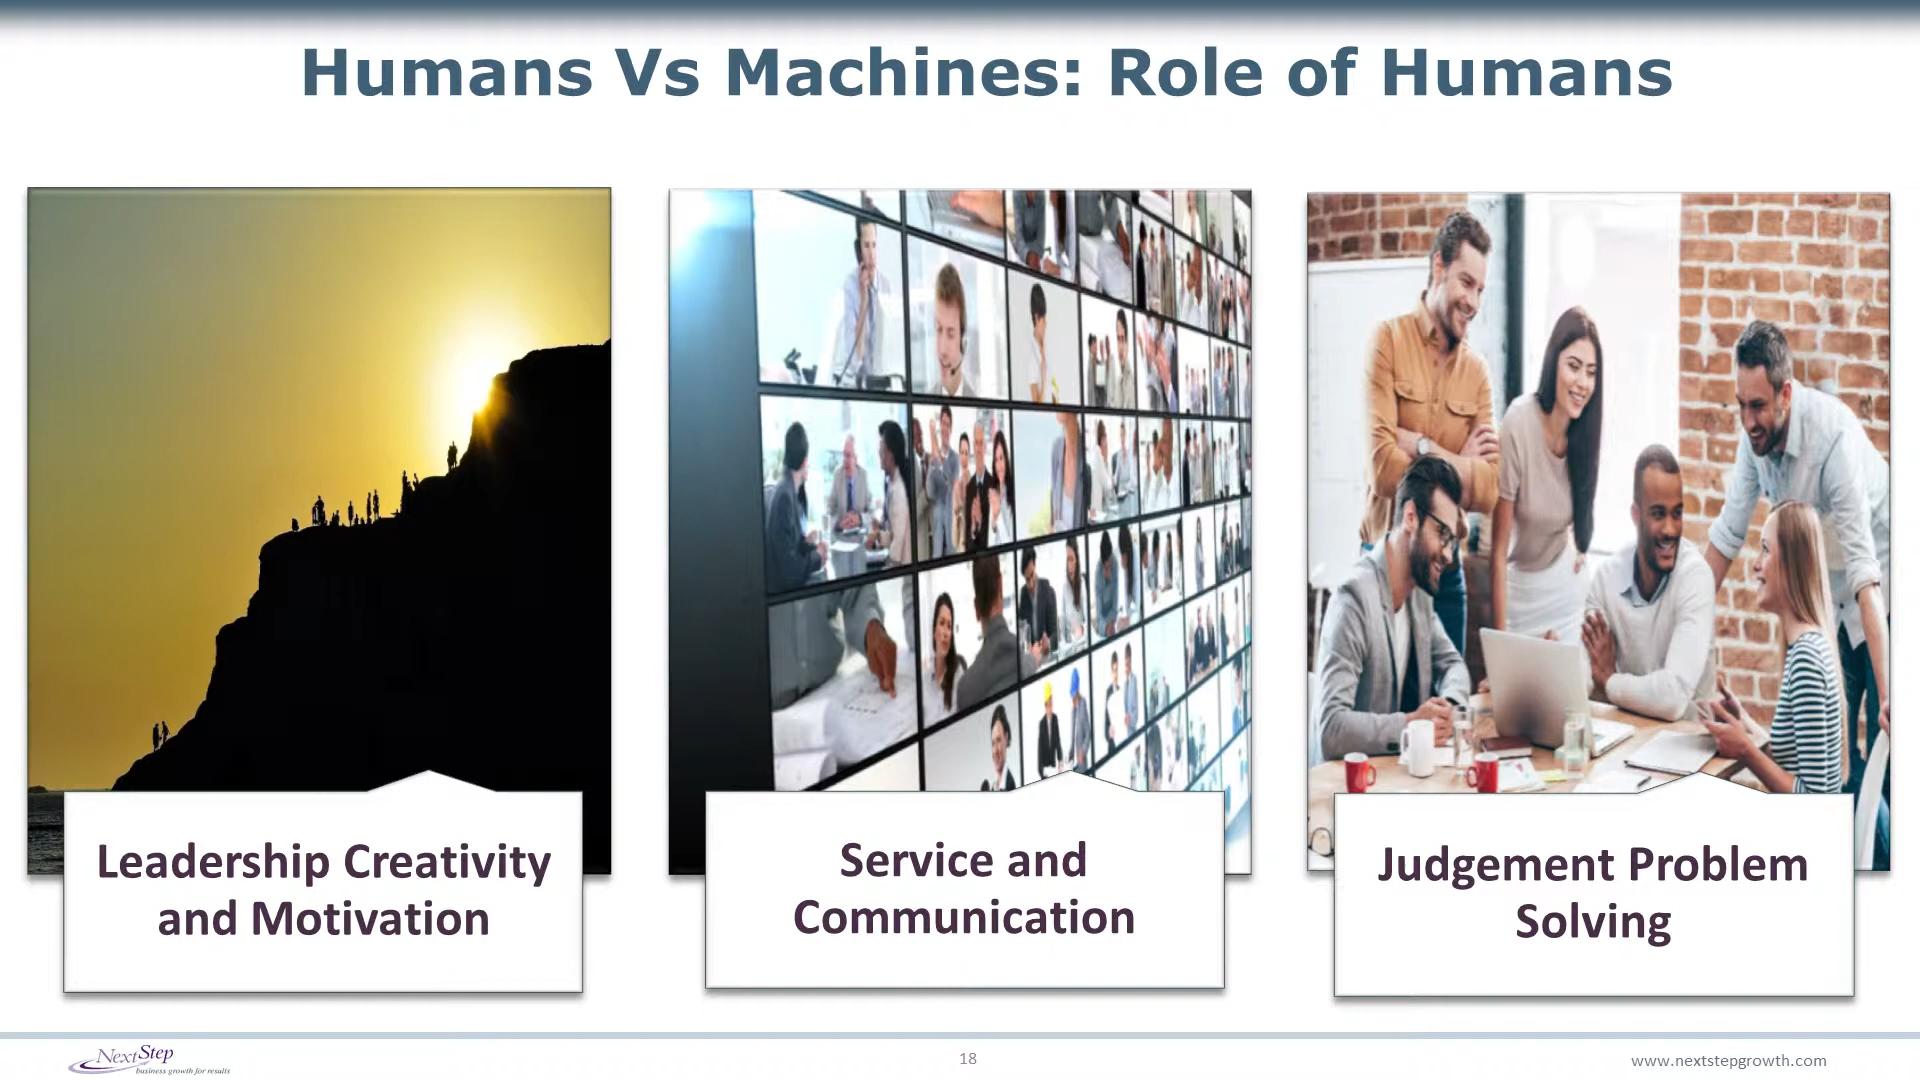 Humans Vs Machines: Role of Humans
Leadership Creativity
and Motivation
Service and
Communication
Judgement Problem
Solving
NextStep
business growth for results
18
www.nextstepgrowth.com